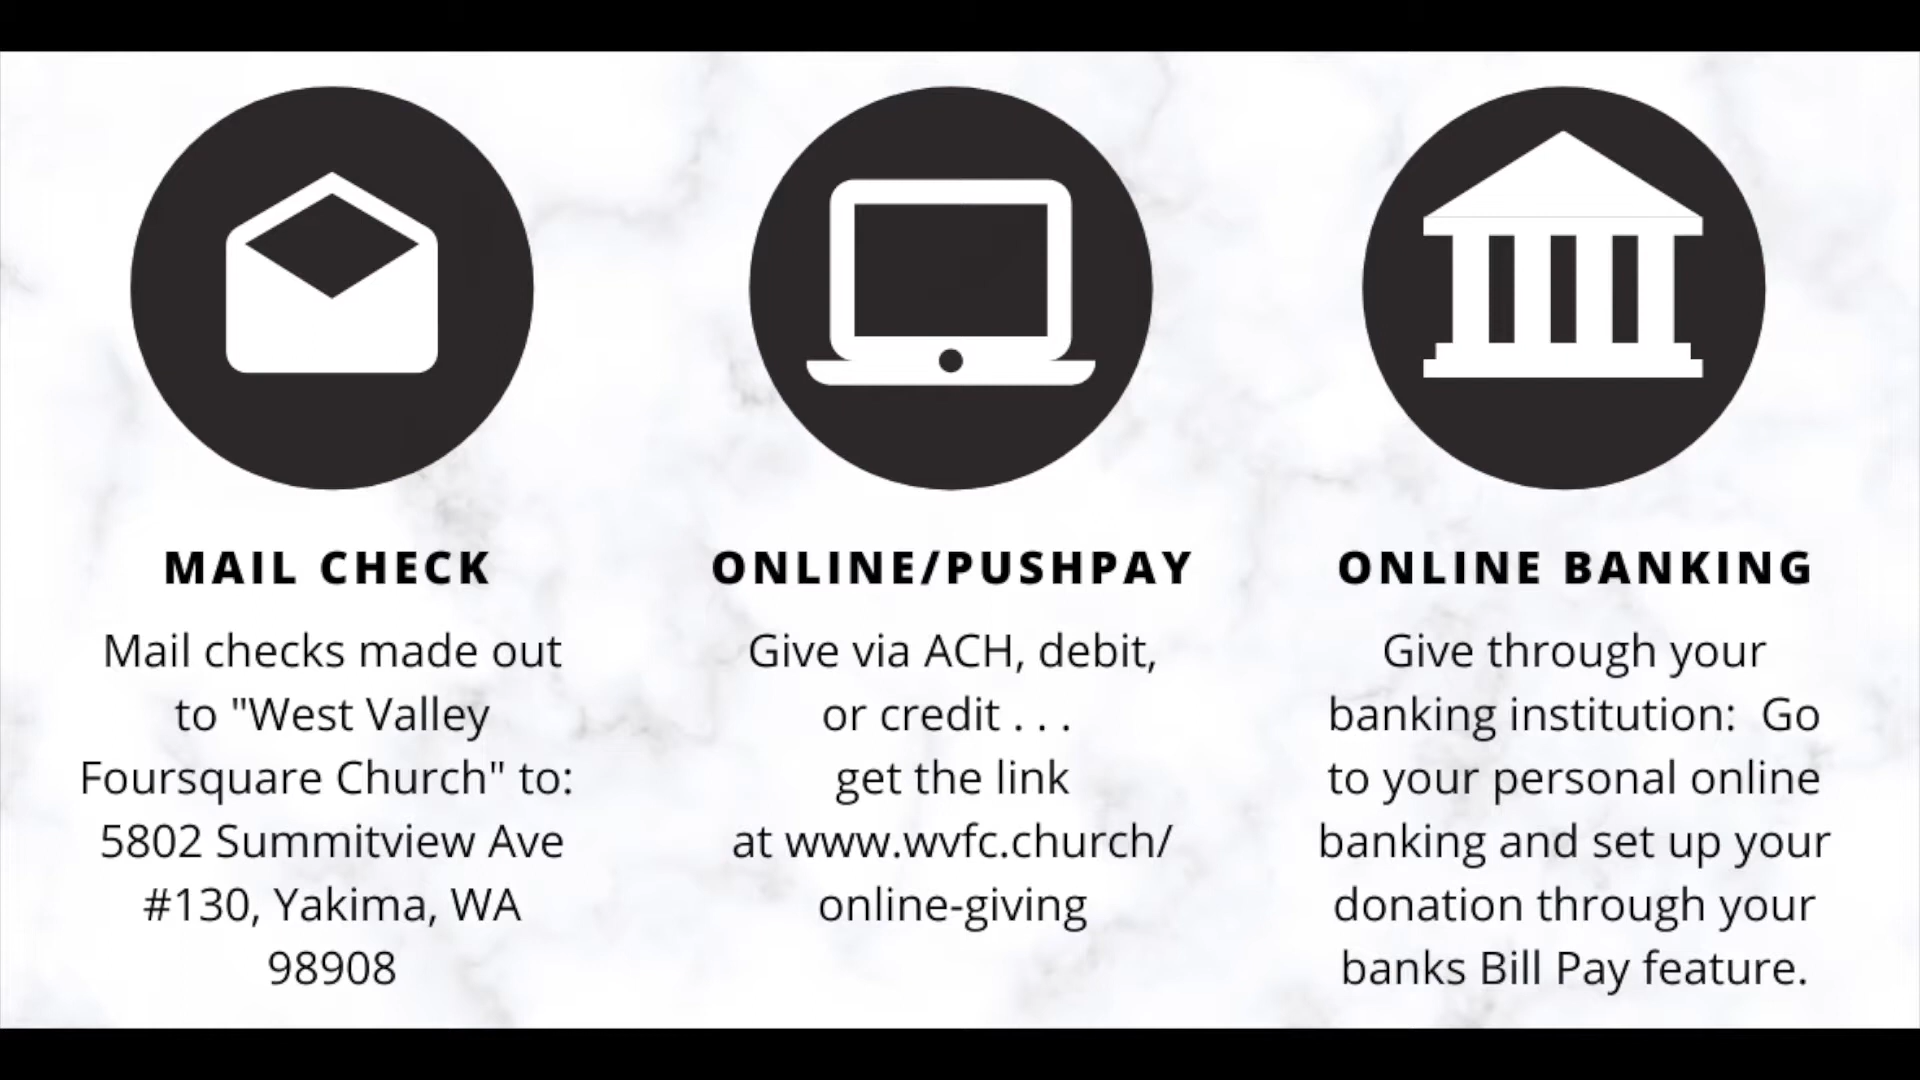 MAIL CHECK
Mail checks made out
to "West Valley
Foursquare Church" to:
5802 Summitview Ave
#130, Yakima, WA
98908
ONLINE/PUSHPAY
Give via ACH, debit,
or credit . . .
get the link
at www.wvfc.church/
online-giving
ONLINE BANKING
Give through your
banking institution:  Go
to your personal online
banking and set up your
donation through your
banks Bill Pay feature.